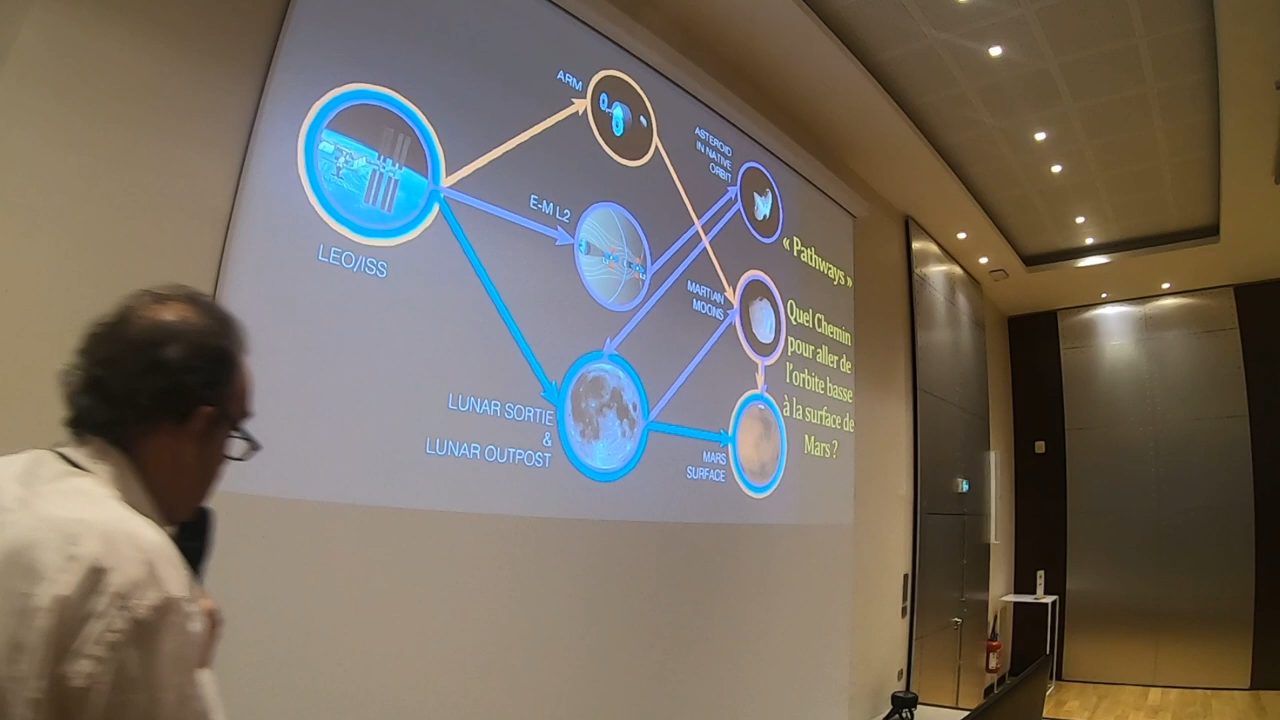 ARM
ASTEROID
IN NATIVE
ORBIT
E-M L2
LEO/ISS
« Pathways »
MARTIAN
MOONS
Quel Chemin
pour aller de
l'orbite basse
à la surface de
Mars ?
LUNAR SORTIE
&
LUNAR OUTPOST
MARS
SURFACE